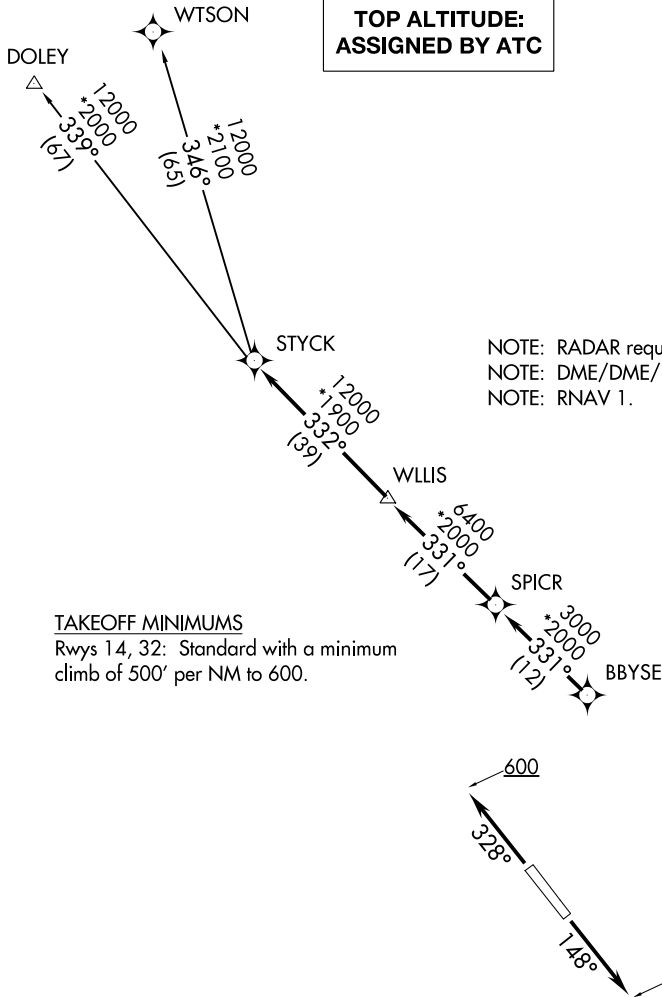 WTSON
TOP ALTITUDE:
ASSIGNED BY ATC
DOLEY
12000
*2000
339°
(67)
12000
*2100
346°
(65)
STYCK
NOTE: RADAR
NOTE: DME/DME/
NOTE: RNAV 1.
12000
*1900
332°
(39)
WLLIS
6400
*2000
331°
(17)
SPICR
3000
*2000
331°
(12)
BBYSE
TAKEOFF MINIMUMS
Rwys 14, 32: Standard with a minimum
climb of 500' per NM to 600.
600
328°
148°